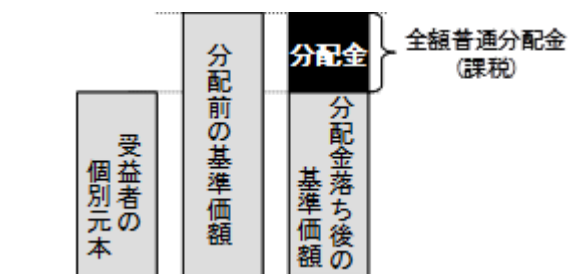 受益者の
個別元本
分配前の基準価額
分配金
分配金落ち後の
基準価額
全額普通分配金
(課税)